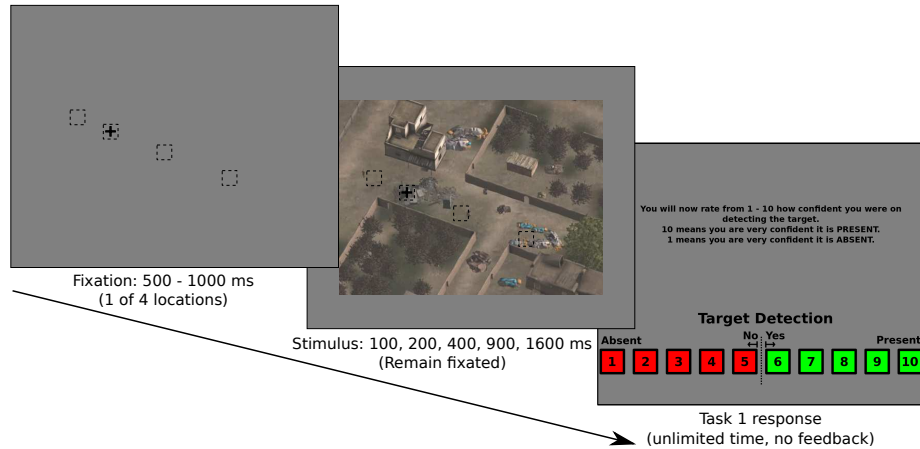 Fixation: 500 - 1000 ms
(1 of 4 locations)
Stimulus: 100, 200, 400, 900, 1600 ms
(Remain fixated)
You will now rate from 1 - 10 how confident you were on
detecting the target.
10 means you are very confident it is PRESENT.
1 means you are very confident it is ABSENT.
Target Detection
No Yes
Absent Present
1 2 3 4 5 6 7 8 9 10
Task 1 response
(unlimited time, no feedback)